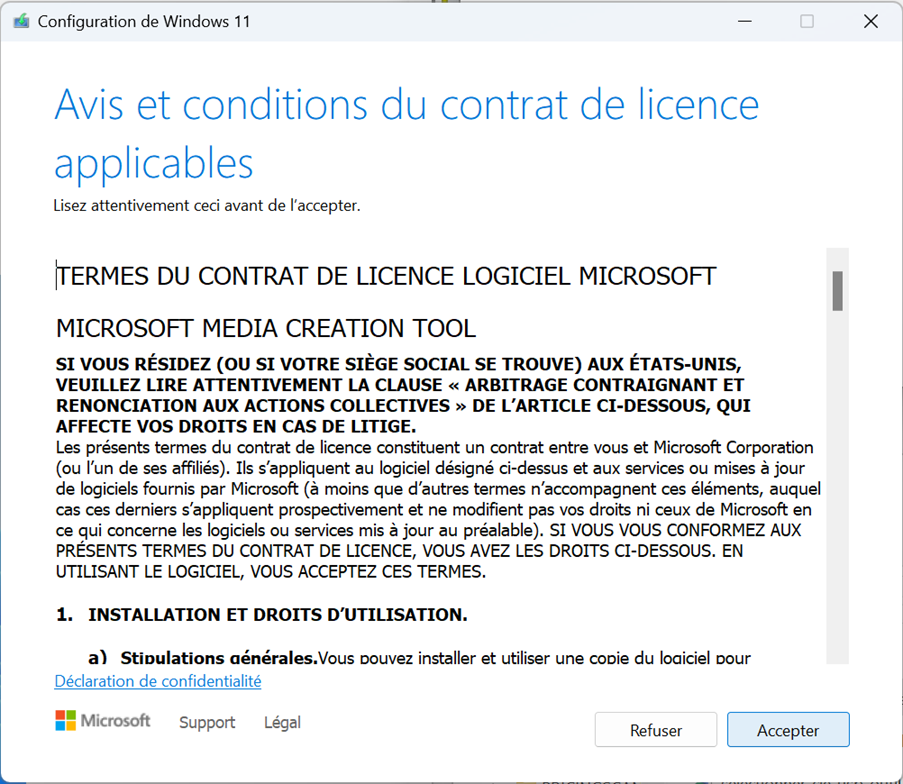 Configuration de Windows 11
Avis et conditions du contrat de licence
applicables
Lisez attentivement ceci avant de l’accepter.
TERMES DU CONTRAT DE LICENCE LOGICIEL MICROSOFT
MICROSOFT MEDIA CREATION TOOL
SI VOUS RÉSIDEZ (OU SI VOTRE SIÈGE SOCIAL SE TROUVE) AUX ÉTATS-UNIS,
VEUILLEZ LIRE ATTENTIVEMENT LA CLAUSE « ARBITRAGE CONTRAIGNANT ET
RENONCIATION AUX ACTIONS COLLECTIVES » DE L’ARTICLE CI-DESSOUS, QUI
AFFECTE VOS DROITS EN CAS DE LITIGE.
Les présents termes du contrat de licence constituent un contrat entre vous et Microsoft Corporation
(ou l’un de ses affiliés). Ils s’appliquent au logiciel désigné ci-dessus et aux services ou mises à jour
de logiciels fournis par Microsoft (à moins que d’autres termes n’accompagnent ces éléments, auquel
cas ces derniers s’appliquent prospectivement et ne modifient pas vos droits ni ceux de Microsoft en
ce qui concerne les logiciels ou services mis à jour au préalable). SI VOUS VOUS CONFORMEZ AUX
PRÉSENTS TERMES DU CONTRAT DE LICENCE, VOUS AVEZ LES DROITS CI-DESSOUS. EN
UTILISANT LE LOGICIEL, VOUS ACCEPTEZ CES TERMES.
1. INSTALLATION ET DROITS D’UTILISATION.
a) Stipulations générales.Vous pouvez installer et utiliser une copie du logiciel pour
Déclaration de confidentialité
Microsoft Support Légal
Refuser Accepter